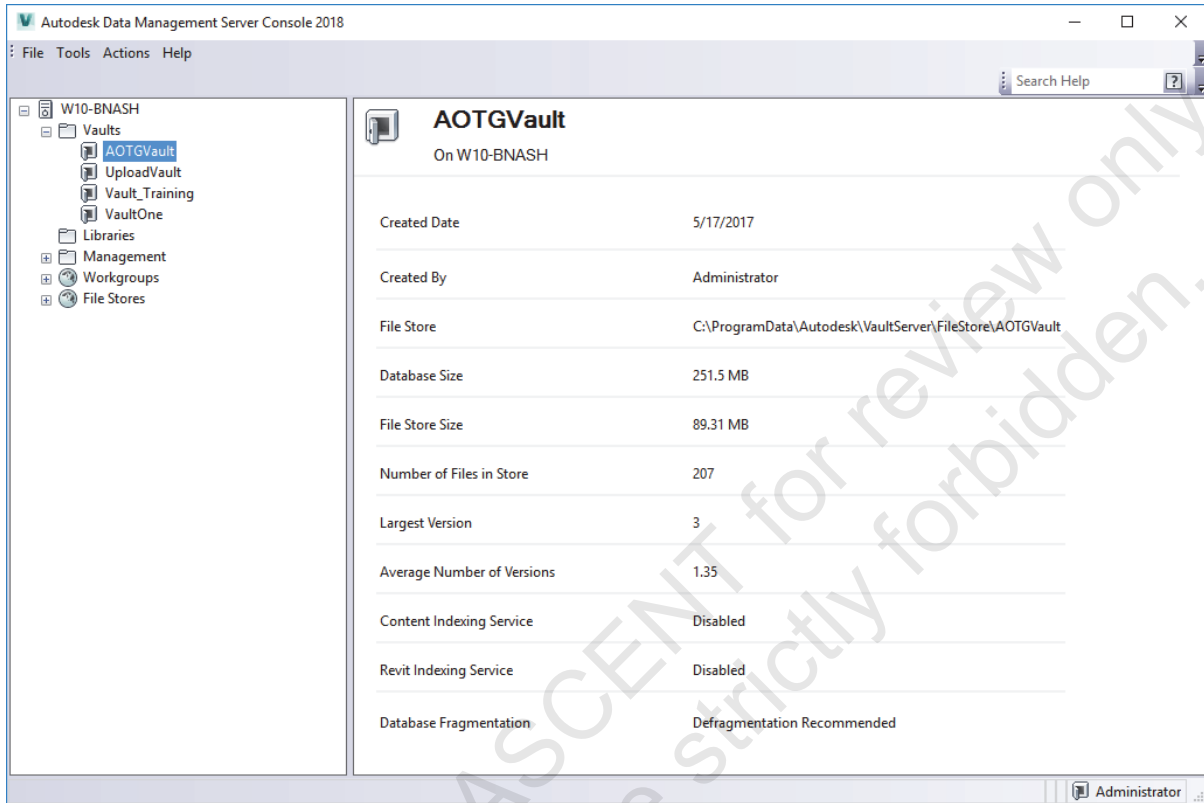 Autodesk Data Management Server Console 2018
File Tools Actions Help
Search Help
W10-BNASH
Vaults
AOTGVault
UploadVault
Vault_Training
VaultOne
Libraries
Management
Workgroups
File Stores
AOTGVault
On W10-BNASH
Created Date 5/17/2017
Created By Administrator
File Store C:\ProgramData\Autodesk\VaultServer\FileStore\AOTGVault
Database Size 251.5 MB
File Store Size 89.31 MB
Number of Files in Store 207
Largest Version 3
Average Number of Versions 1.35
Content Indexing Service Disabled
Revit Indexing Service Disabled
Database Fragmentation Defragmentation Recommended
Administrator
ASCENT for review only
strictly forbidden.